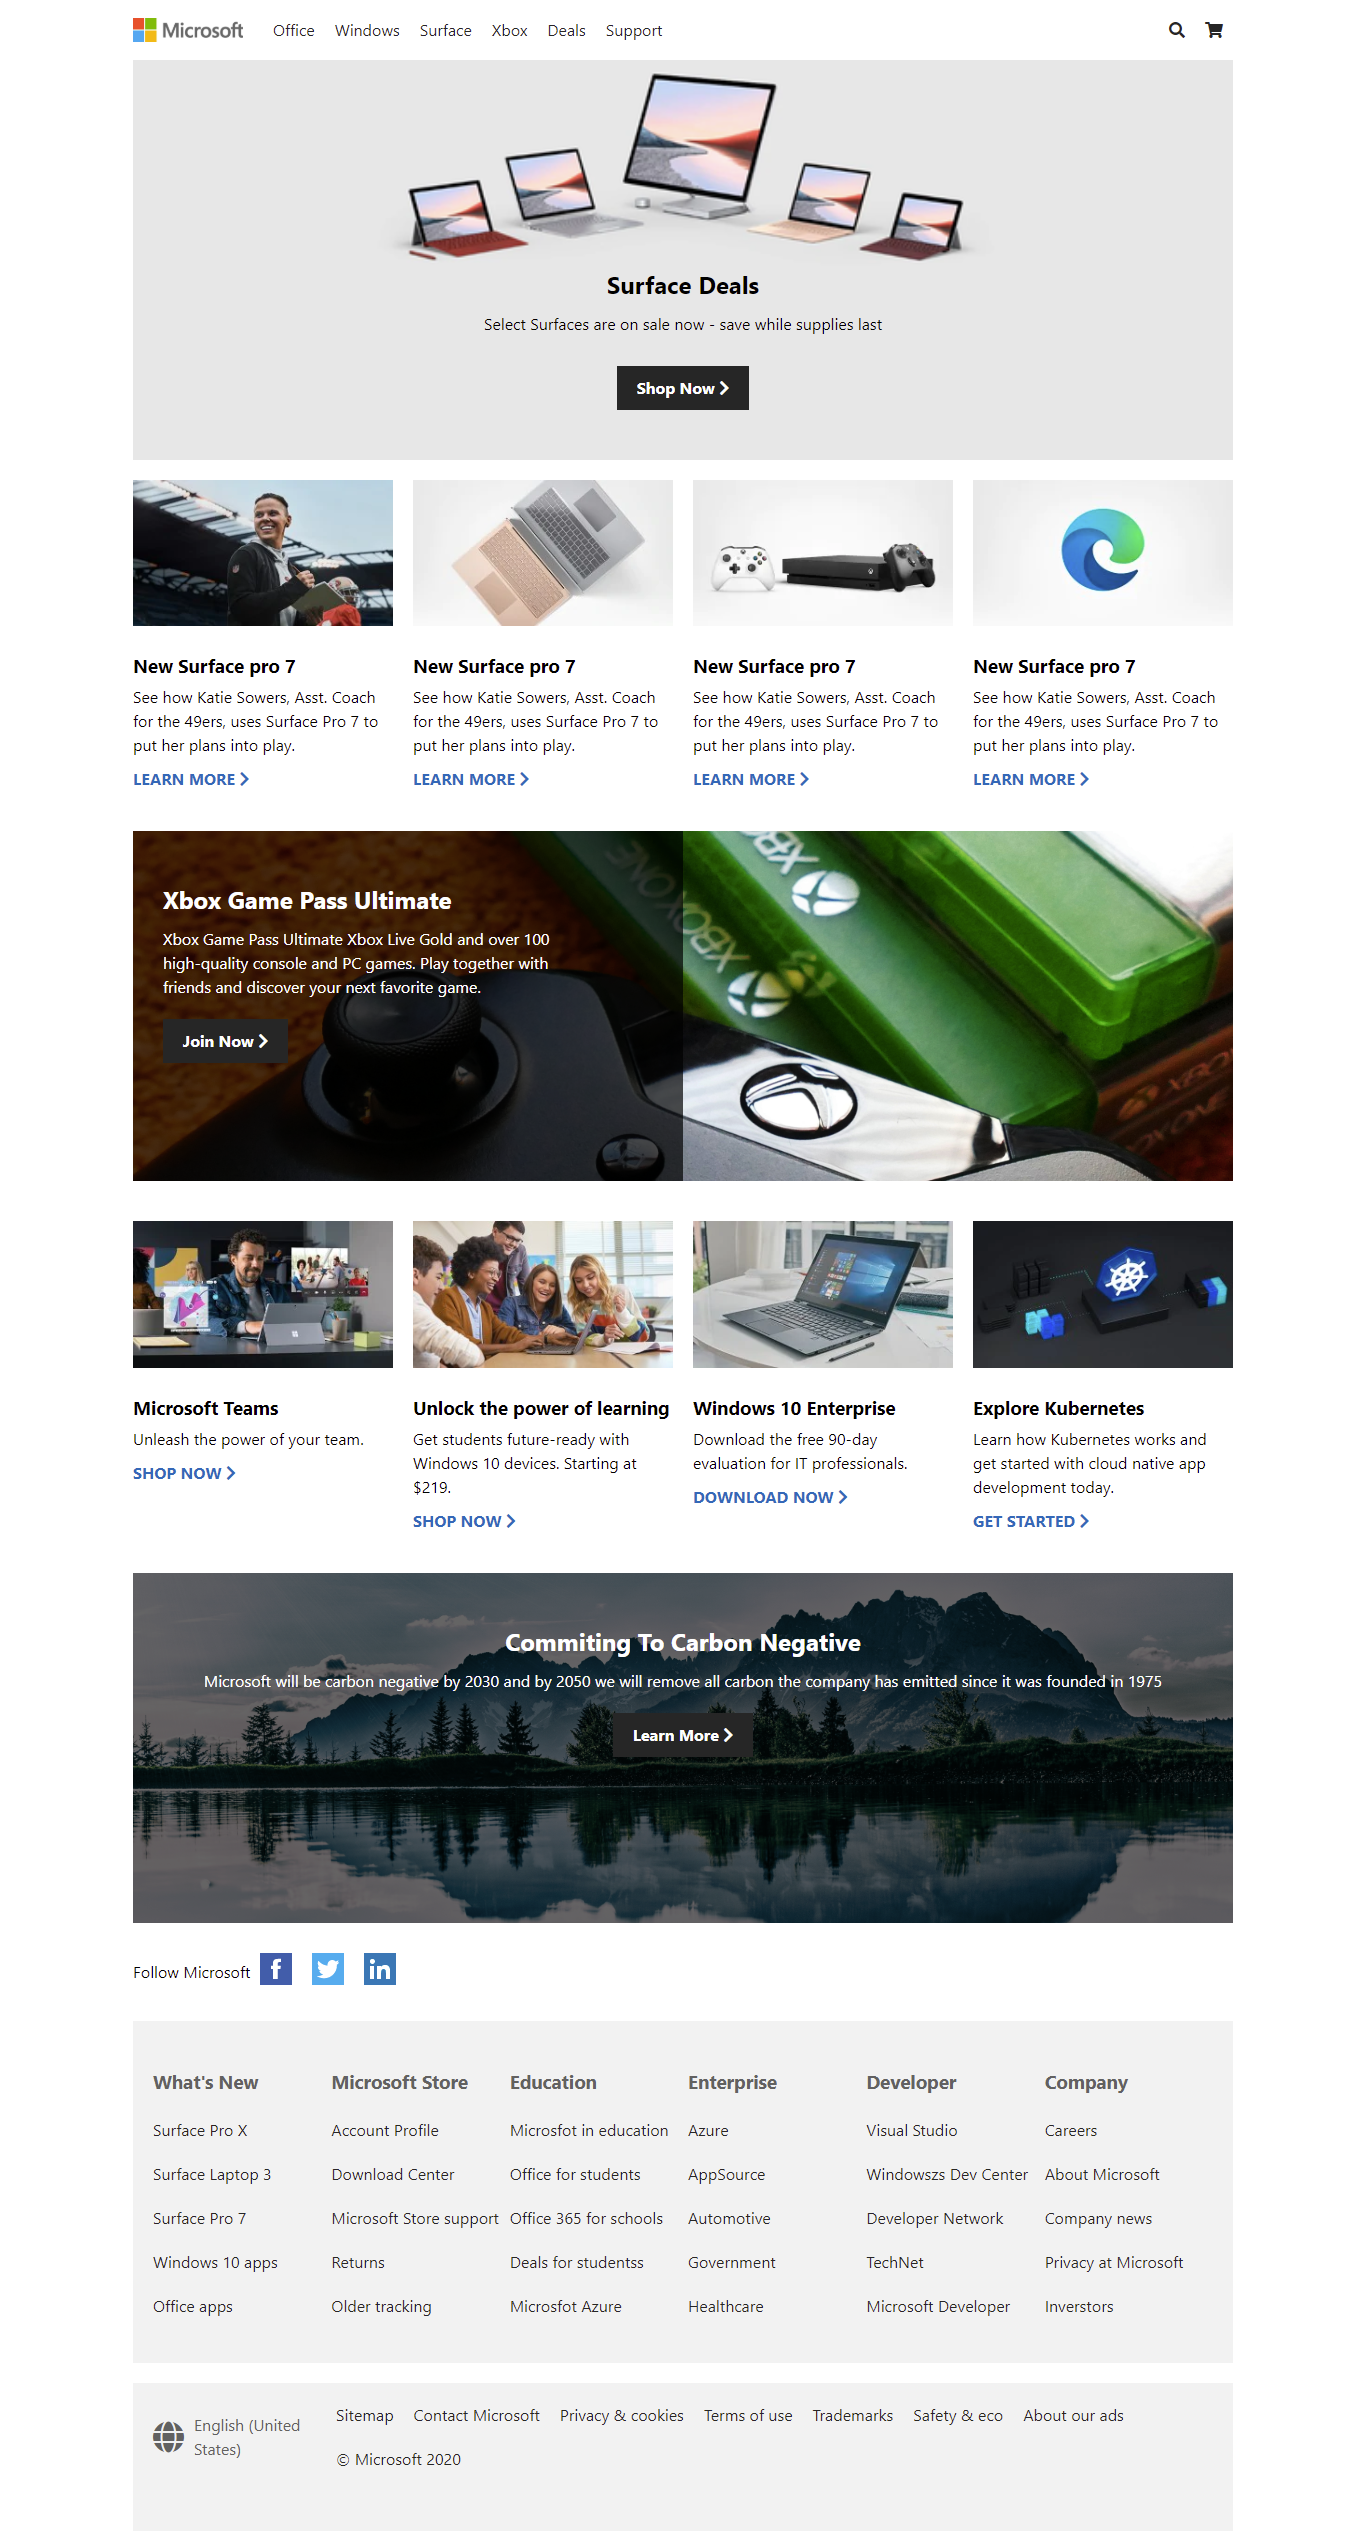 Microsoft Office Windows Surface Xbox Deals Support
Surface Deals
Select Surfaces are on sale now - save while supplies last
Shop Now
New Surface pro 7
See how Katie Sowers, Asst. Coach
for the 49ers, uses Surface Pro 7 to
put her plans into play.
LEARN MORE
New Surface pro 7
See how Katie Sowers, Asst. Coach
for the 49ers, uses Surface Pro 7 to
put her plans into play.
LEARN MORE
New Surface pro 7
See how Katie Sowers, Asst. Coach
for the 49ers, uses Surface Pro 7 to
put her plans into play.
LEARN MORE
New Surface pro 7
See how Katie Sowers, Asst. Coach
for the 49ers, uses Surface Pro 7 to
put her plans into play.
LEARN MORE
Xbox Game Pass Ultimate
Xbox Game Pass Ultimate Xbox Live Gold and over 100
high-quality console and PC games. Play together with
friends and discover your next favorite game.
Join Now
XBOX ONE
XBOX
XBOX ONE
Microsoft Teams
Unleash the power of your team.
SHOP NOW
Unlock the power of learning
Get students future-ready with
Windows 10 devices. Starting at
$219.
SHOP NOW
Windows 10 Enterprise
Download the free 90-day
evaluation for IT professionals.
DOWNLOAD NOW
Explore Kubernetes
Learn how Kubernetes works and
get started with cloud native app
development today.
GET STARTED
Commiting To Carbon Negative
Microsoft will be carbon negative by 2030 and by 2050 we will remove all carbon the company has emitted since it was founded in 1975
Learn More
Follow Microsoft
What's New
Surface Pro X
Surface Laptop 3
Surface Pro 7
Windows 10 apps
Office apps
Microsoft Store
Account Profile
Download Center
Microsoft Store support
Returns
Older tracking
Education
Microsfot in education
Office for students
Office 365 for schools
Deals for studentss
Microsfot Azure
Enterprise
Azure
AppSource
Automotive
Government
Healthcare
Developer
Visual Studio
Windowszs Dev Center
Developer Network
TechNet
Microsoft Developer
Company
Careers
About Microsoft
Company news
Privacy at Microsoft
Inverstors
English (United
States)
Sitemap Contact Microsoft Privacy & cookies Terms of use Trademarks Safety & eco About our ads
© Microsoft 2020